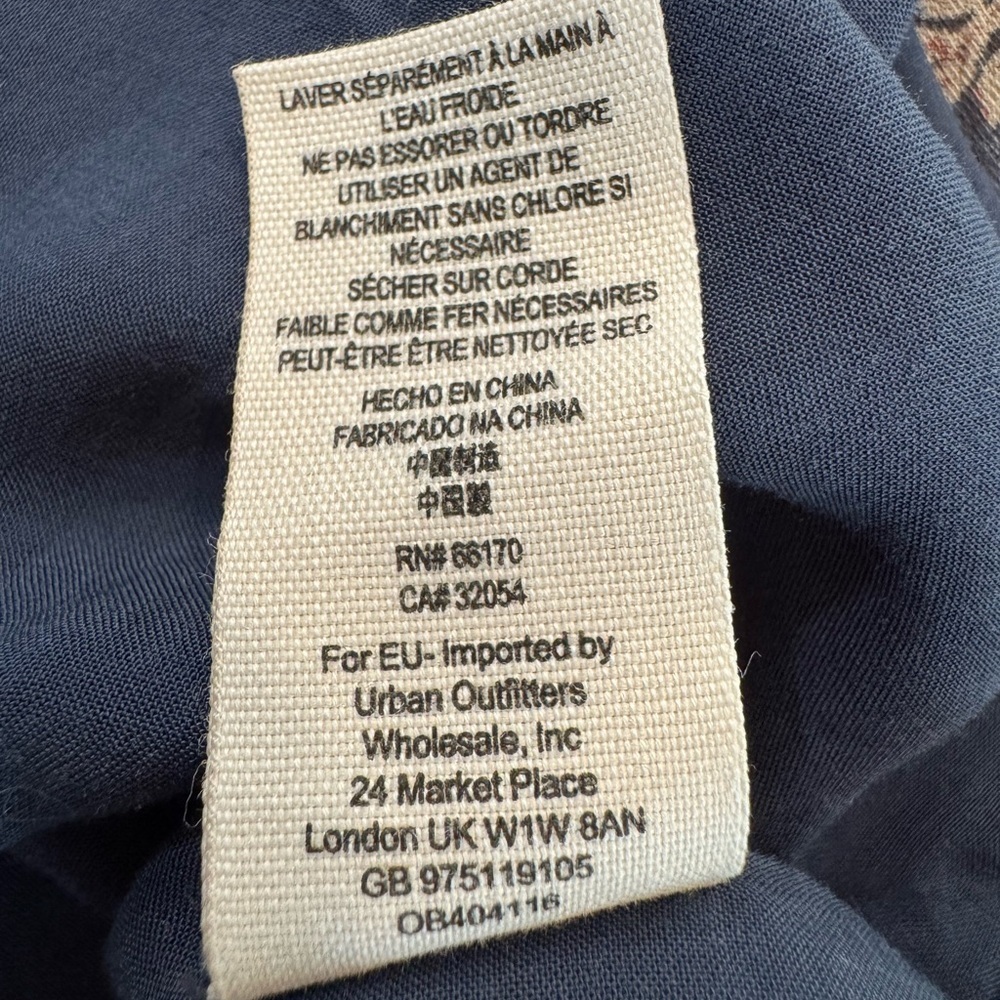 LAVER SÉPARÉMENT À LA MAIN À
L'EAU FROIDE
NE PAS ESSORER OU TORDRE
UTILISER UN AGENT DE
BLANCHIMENT SANS CHLORE SI
NÉCESSAIRE
SÉCHER SUR CORDE
FAIBLE COMME FER NÉCESSAIRES
PEUT-ÊTRE ÊTRE NETTOYÉE SEC
HECHO EN CHINA
FABRICADO NA CHINA
中國制造
中国製
RN# 66170
CA# 32054
For EU- Imported by
Urban Outfitters
Wholesale, Inc
24 Market Place
London UK W1W 8AN
GB 975119105
OB404116